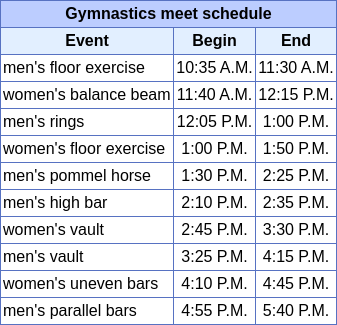 Gymnastics meet schedule
Event Begin End
men's floor exercise 10:35 A.M. 11:30 A.M.
women's balance beam 11:40 A.M. 12:15 P.M.
men's rings 12:05 P.M. 1:00 P.M.
women's floor exercise 1:00 P.M. 1:50 P.M.
men's pommel horse 1:30 P.M. 2:25 P.M.
men's high bar 2:10 P.M. 2:35 P.M.
women's vault 2:45 P.M. 3:30 P.M.
men's vault 3:25 P.M. 4:15 P.M.
women's uneven bars 4:10 P.M. 4:45 P.M.
men's parallel bars 4:55 P.M. 5:40 P.M.